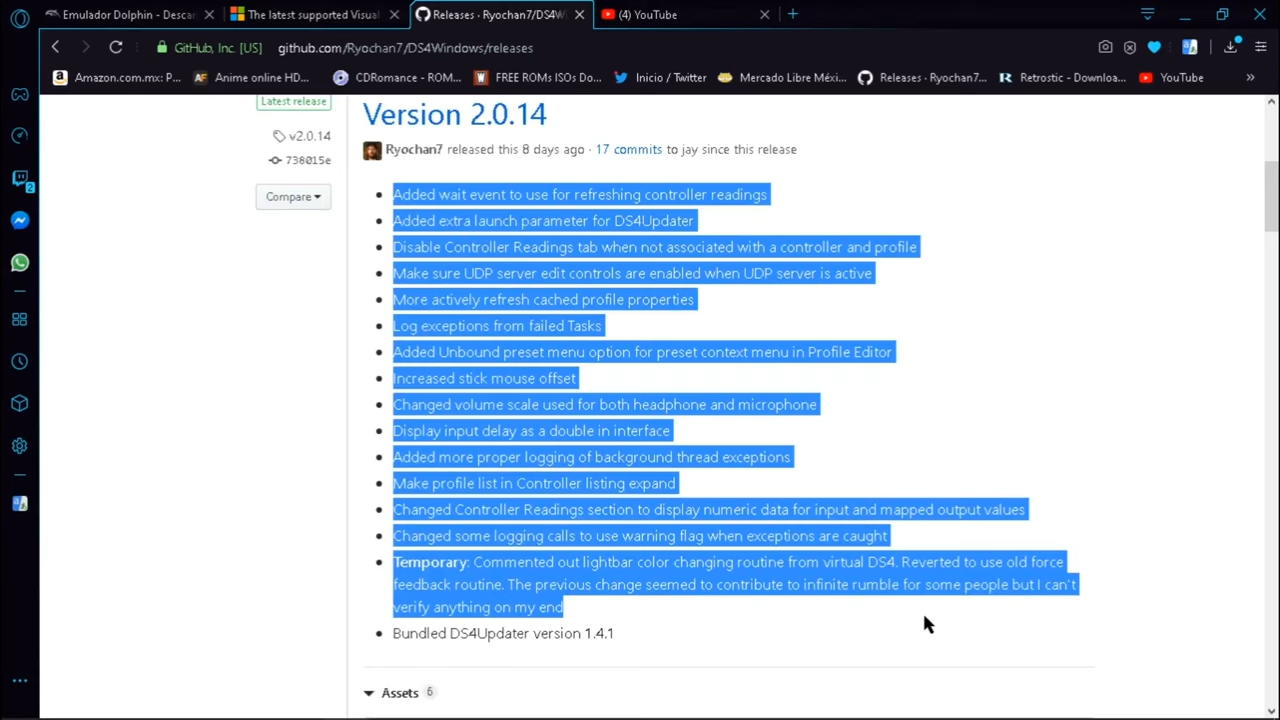 Emulador Dolphin - Descar
The latest supported Visual
Releases · Ryochan7/DS4W
(4) YouTube
GitHub, Inc. [US]
github.com/Ryochan7/DS4Windows/releases
Amazon.com.mx: P...
Anime online HD...
CDRomance - ROM...
FREE ROMs ISOs Do...
Inicio / Twitter
Mercado Libre Méxi...
Releases · Ryochan7...
Retrostic - Downloa...
YouTube
»
Latest release
v2.0.14
738015e
Compare
Version 2.0.14
Ryochan7 released this 8 days ago · 17 commits to jay since this release
• Added wait event to use for refreshing controller readings
• Added extra launch parameter for DS4Updater
• Disable Controller Readings tab when not associated with a controller and profile
• Make sure UDP server edit controls are enabled when UDP server is active
• More actively refresh cached profile properties
• Log exceptions from failed Tasks
• Added Unbound preset menu option for preset context menu in Profile Editor
• Increased stick mouse offset
• Changed volume scale used for both headphone and microphone
• Display input delay as a double in interface
• Added more proper logging of background thread exceptions
• Make profile list in Controller listing expand
• Changed Controller Readings section to display numeric data for input and mapped output values
• Changed some logging calls to use warning flag when exceptions are caught
• Temporary: Commented out lightbar color changing routine from virtual DS4. Reverted to use old force
feedback routine. The previous change seemed to contribute to infinite rumble for some people but I can't
verify anything on my end
• Bundled DS4Updater version 1.4.1
Assets 6
2